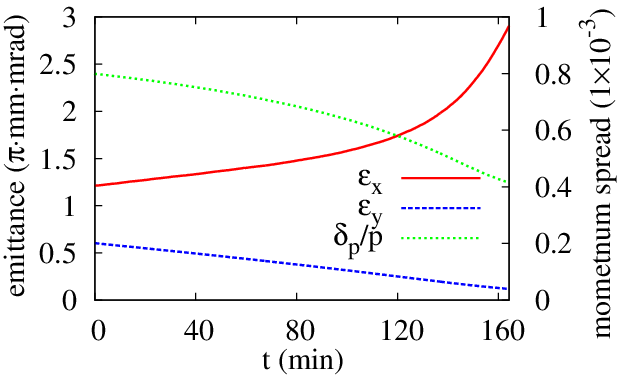 emittance (π·mm·mrad)
3
2.5
2
1.5
1
0.5
0
0 40 80 120 160
t (min)
εx
εy
δp/p
1
0.8
0.6
0.4
0.2
0
mometnum spread (1×10-3)